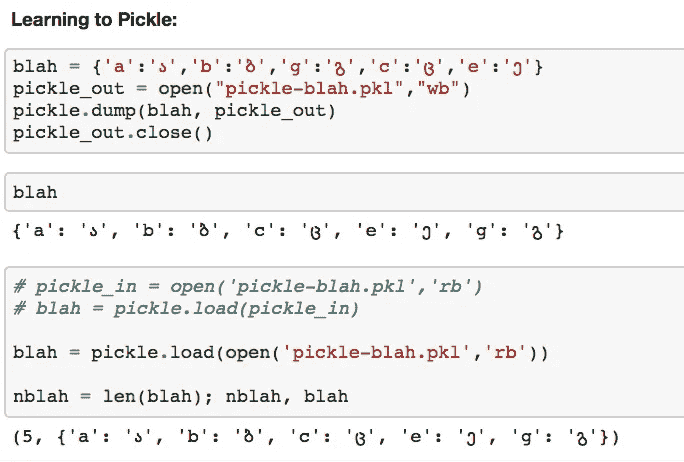 Learning to Pickle:
blah = {'a':'ა','b':'ბ','g':'გ','c':'ც','e':'ე'}
pickle_out = open("pickle-blah.pkl","wb")
pickle.dump(blah, pickle_out)
pickle_out.close()
blah
{'a': 'ა', 'b': 'ბ', 'c': 'ც', 'e': 'ე', 'g': 'გ'}
# pickle_in = open('pickle-blah.pkl','rb')
# blah = pickle.load(pickle_in)
blah = pickle.load(open('pickle-blah.pkl','rb'))
nblah = len(blah); nblah, blah
(5, {'a': 'ა', 'b': 'ბ', 'c': 'ც', 'e': 'ე', 'g': 'გ'})